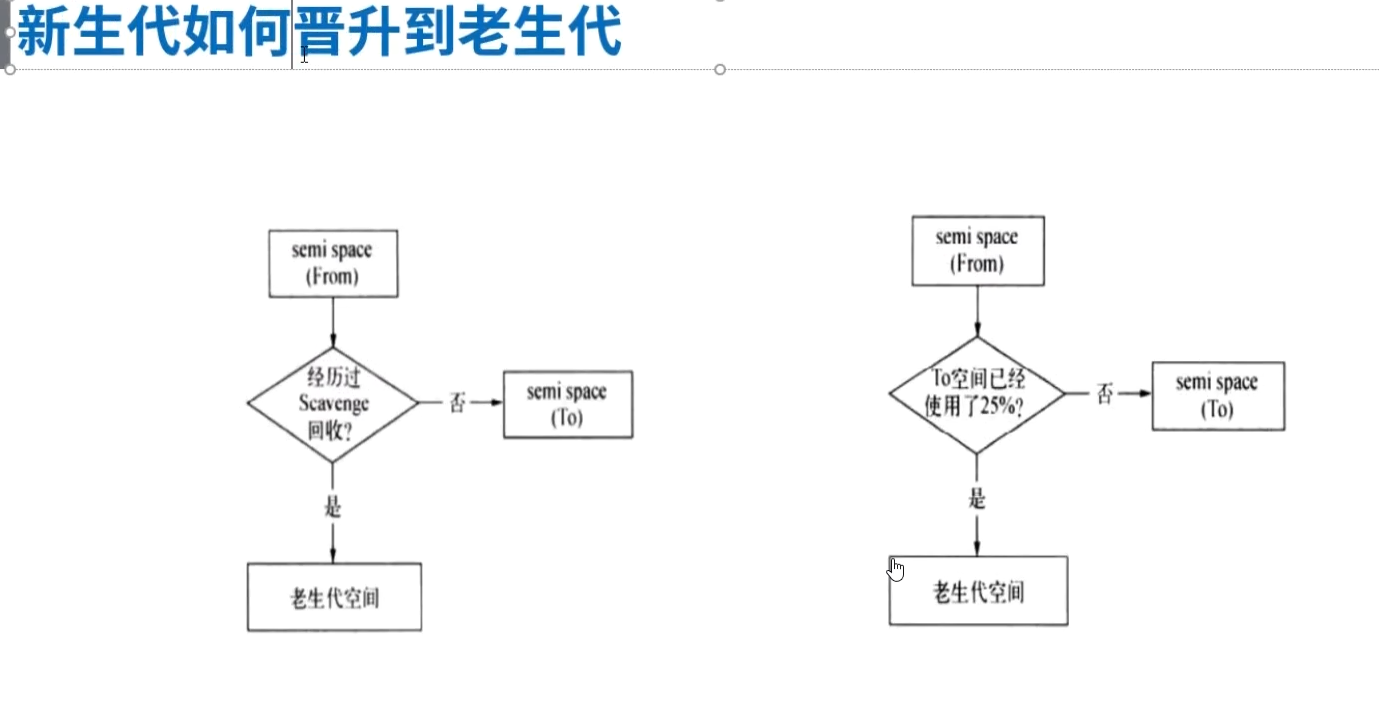 新生代如何晋升到老生代
semi space
(From)
经历过
Scavenge
回收?
否
semi space
(To)
是
老生代空间
semi space
(From)
To空间已经
使用了25%?
否
semi space
(To)
是
老生代空间